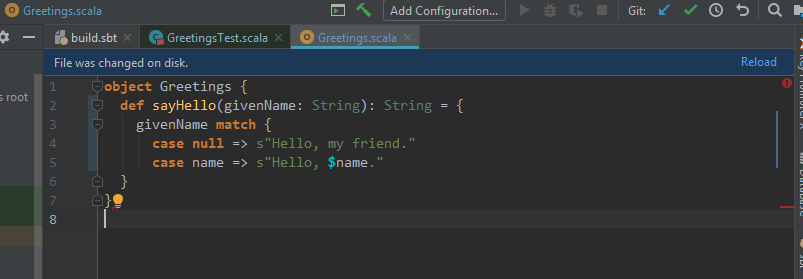 Greetings.scala
Add Configuration...
Git:
build.sbt
GreetingsTest.scala
Greetings.scala
File was changed on disk.
Reload
s root
1 object Greetings {
2   def sayHello(givenName: String): String = {
3     givenName match {
4       case null => s"Hello, my friend."
5       case name => s"Hello, $name."
6   }
7 }
8
Database